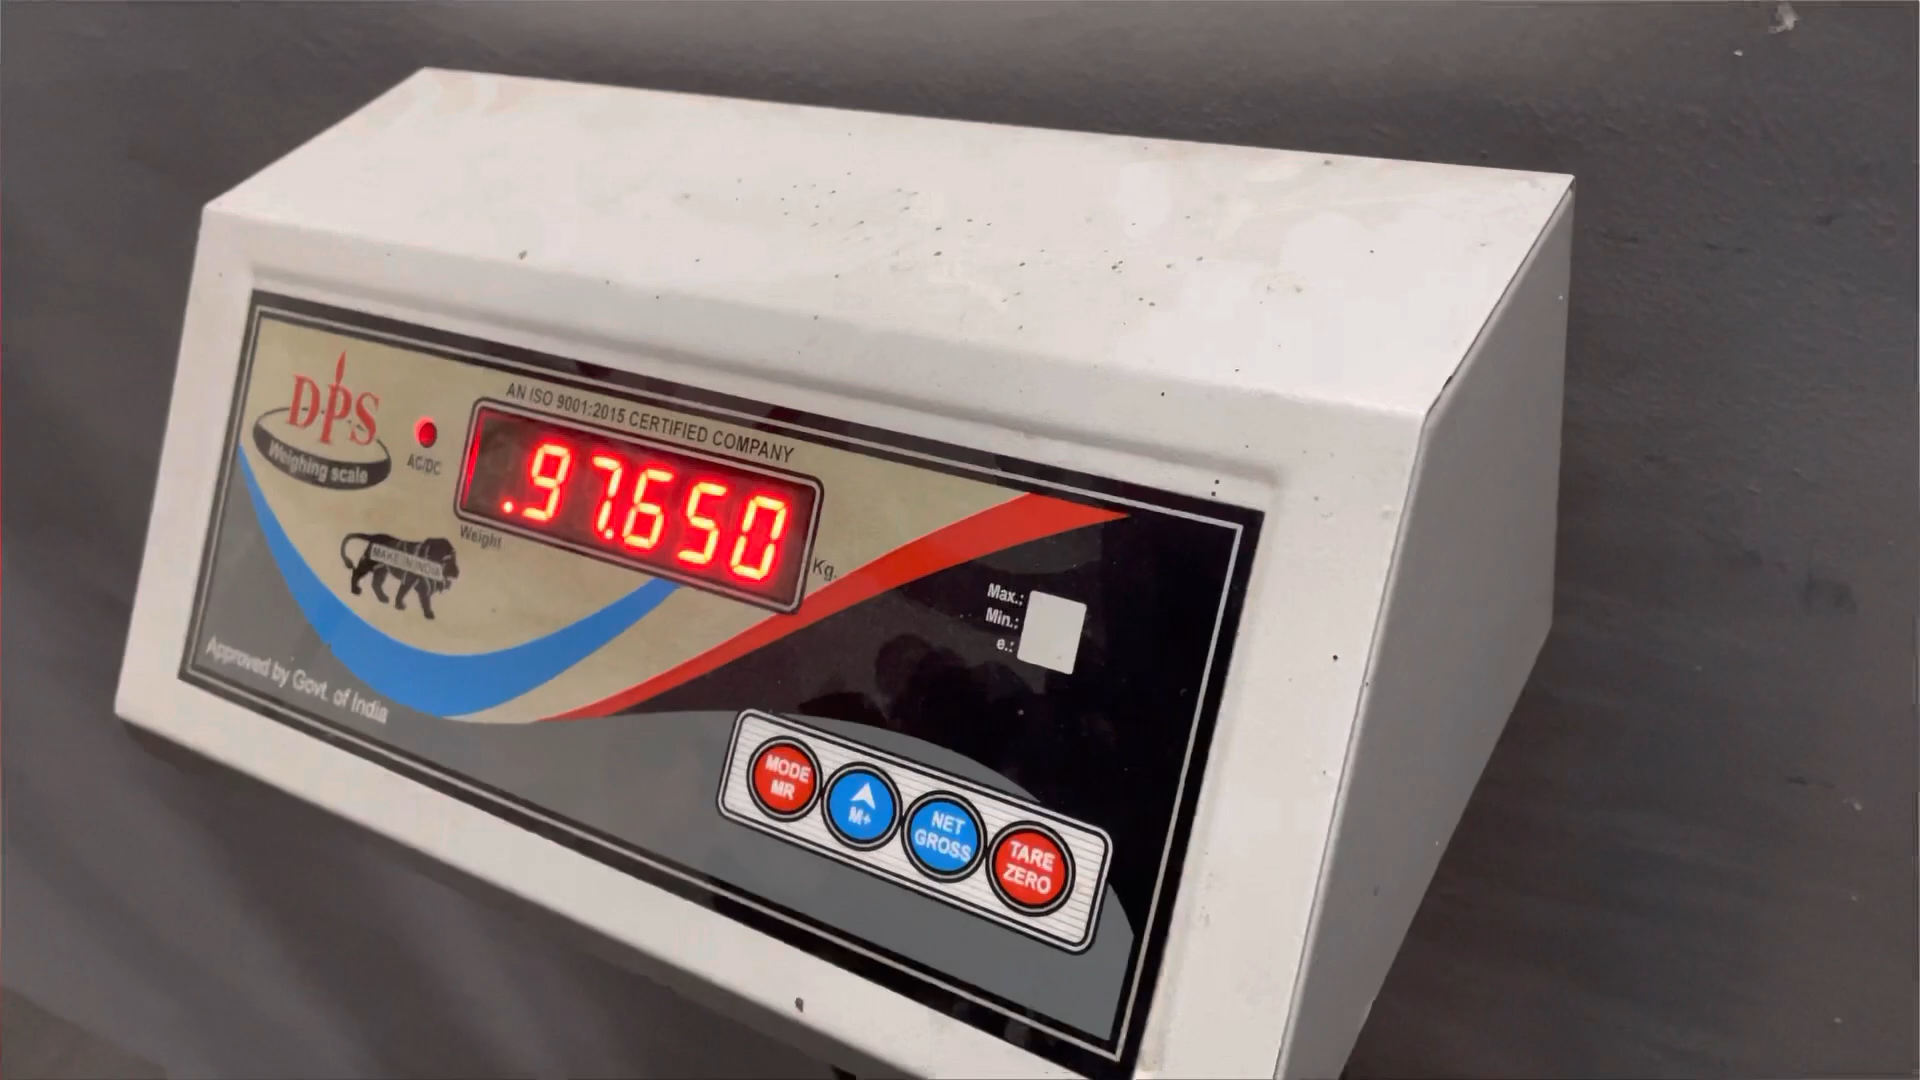 AN ISO 9001:2015 CERTIFIED COMPANY
DPS
Weighing scale
AC/DC
.97.650
Weight
Kg.
MAKE IN INDIA
Max.:
Min.:
e.:
Approved by Govt. of India
MODE
MR
M+
NET
GROSS
TARE
ZERO